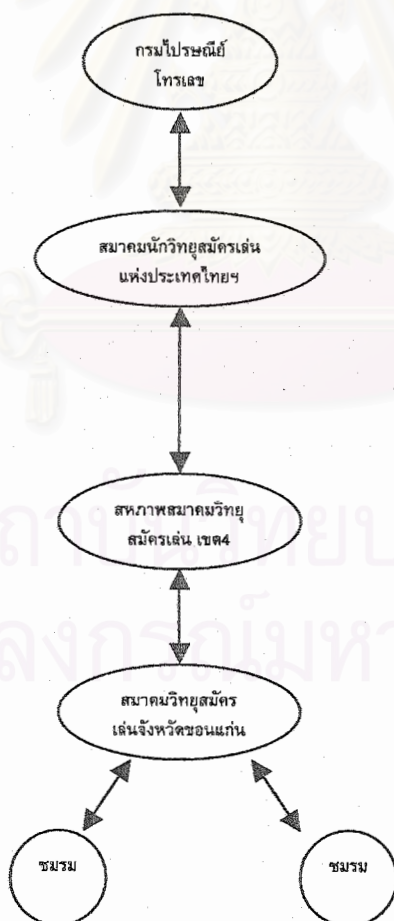 กรมไปรษณีย์
โทรเลข
สมาคมนักวิทยุสมัครเล่น
แห่งประเทศไทยฯ
สหภาพสมาคมวิทยุ
สมัครเล่น เขต4
สมาคมวิทยุสมัคร
เล่นจังหวัดขอนแก่น
ชมรม
ชมรม